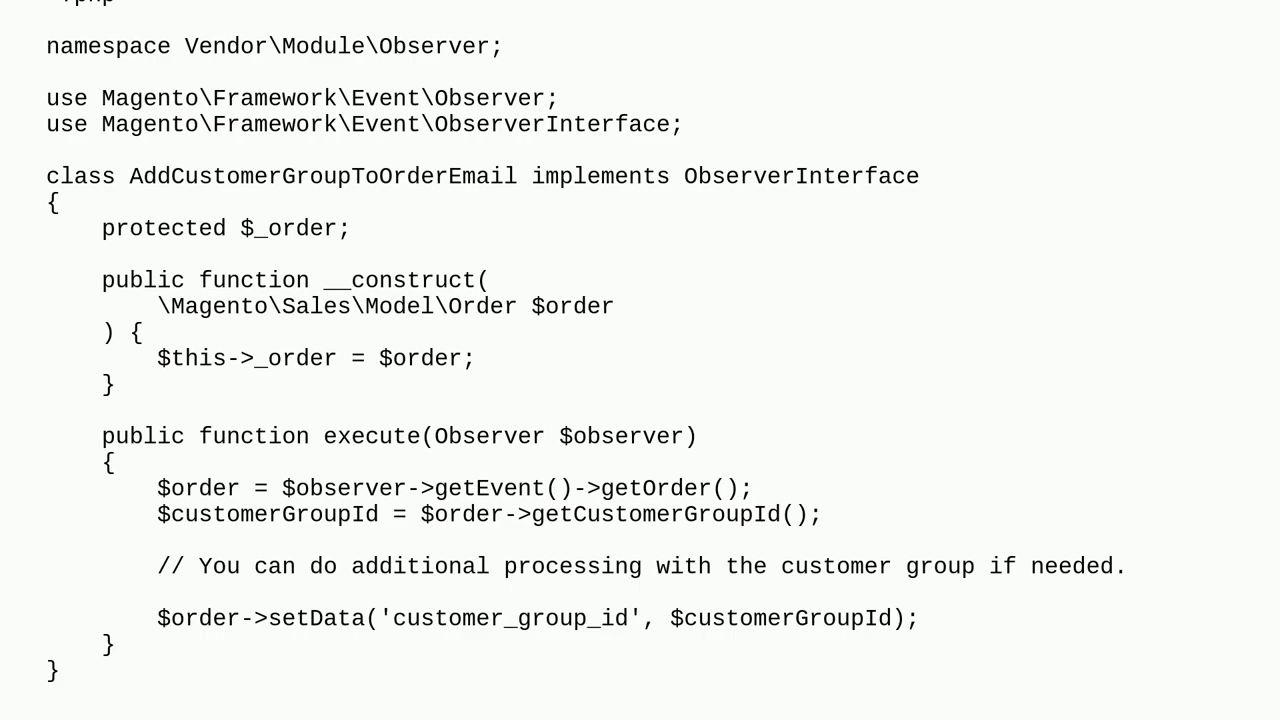 namespace Vendor\Module\Observer;
use Magento\Framework\Event\Observer;
use Magento\Framework\Event\ObserverInterface;
class AddCustomerGroupToOrderEmail implements ObserverInterface
{
    protected $_order;
    public function __construct(
        \Magento\Sales\Model\Order $order
    ) {
        $this->_order = $order;
    }
    public function execute(Observer $observer)
    {
        $order = $observer->getEvent()->getOrder();
        $customerGroupId = $order->getCustomerGroupId();
        // You can do additional processing with the customer group if needed.
        $order->setData('customer_group_id', $customerGroupId);
    }
}